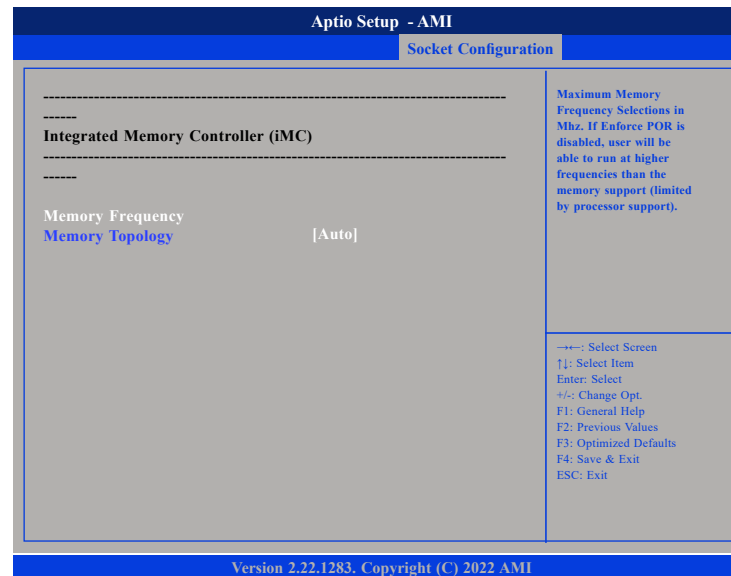 Aptio Setup - AMI
Socket Configuration
--------------------------------------------------------------------------------
------
Integrated Memory Controller (iMC)
--------------------------------------------------------------------------------
------
Memory Frequency
Memory Topology [Auto]
Maximum Memory
Frequency Selections in
Mhz. If Enforce POR is
disabled, user will be
able to run at higher
frequencies than the
memory support (limited
by processor support).
→←: Select Screen
↑↓: Select Item
Enter: Select
+/-: Change Opt.
F1: General Help
F2: Previous Values
F3: Optimized Defaults
F4: Save & Exit
ESC: Exit
Version 2.22.1283. Copyright (C) 2022 AMI